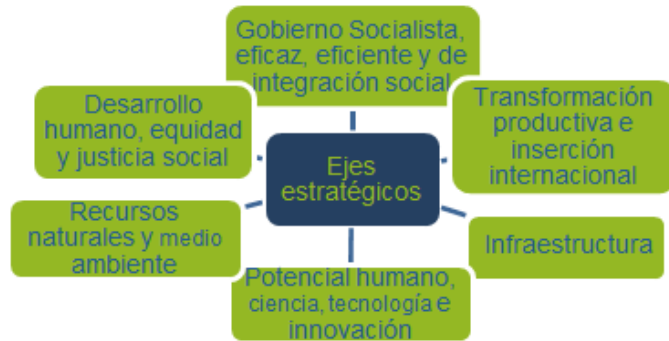 Gobierno Socialista,
eficaz, eficiente y de
integración social
Transformación
productiva e
inserción
internacional
Infraestructura
Potencial humano,
ciencia, tecnología e
innovación
Recursos
naturales y medio
ambiente
Desarrollo
humano, equidad
y justicia social
Ejes
estratégicos